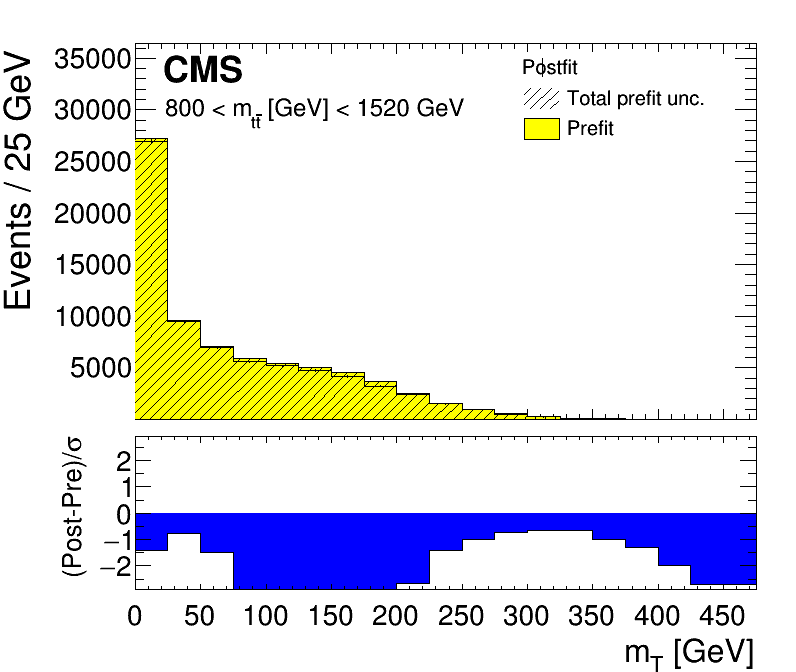 Events / 25 GeV
35000
30000
25000
20000
15000
10000
5000
CMS
800 < m_tt̄ [GeV] < 1520 GeV
Postfit
Total prefit unc.
Prefit
(Post-Pre)/σ
2
1
0
−1
−2
0 50 100 150 200 250 300 350 400 450
m_T [GeV]